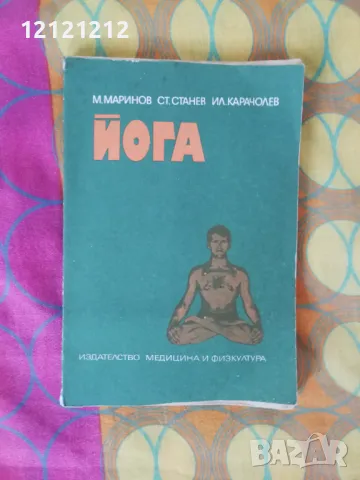 12121212
М. МАРИНОВ СТ. СТАНЕВ ИЛ. КАРАЧОЛЕВ
ЙОГА
ИЗДАТЕЛСТВО МЕДИЦИНА И ФИЗКУЛТУРА
BAZAR